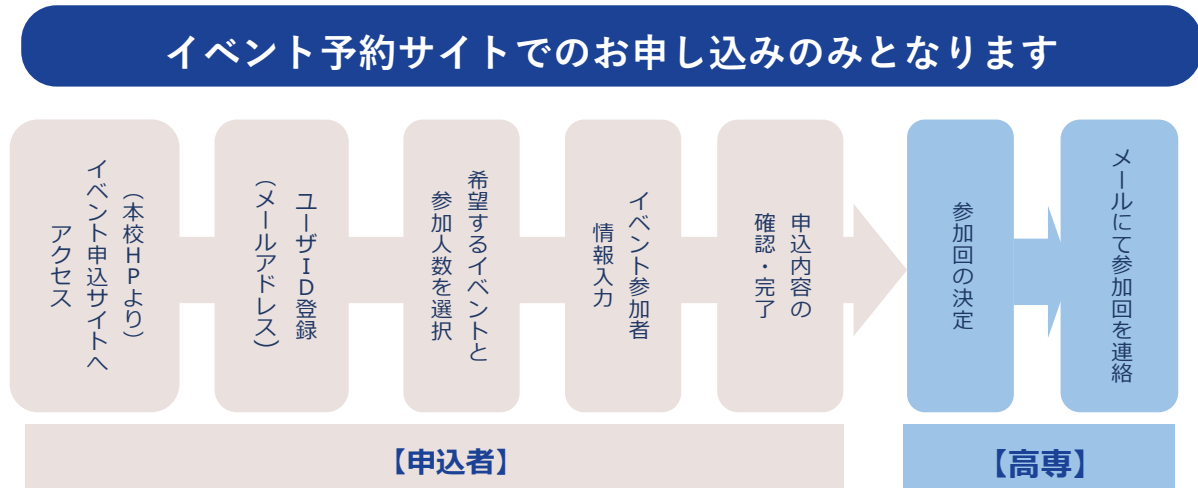 イベント予約サイトでのお申し込みのみとなります
（本校HPより）
イベント申込サイトへ
アクセス
ユーザID登録
（メールアドレス）
希望するイベントと
参加人数を選択
イベント参加者
情報入力
申込内容の
確認・完了
参加回の決定
メールにて参加回を連絡
【申込者】
【高専】